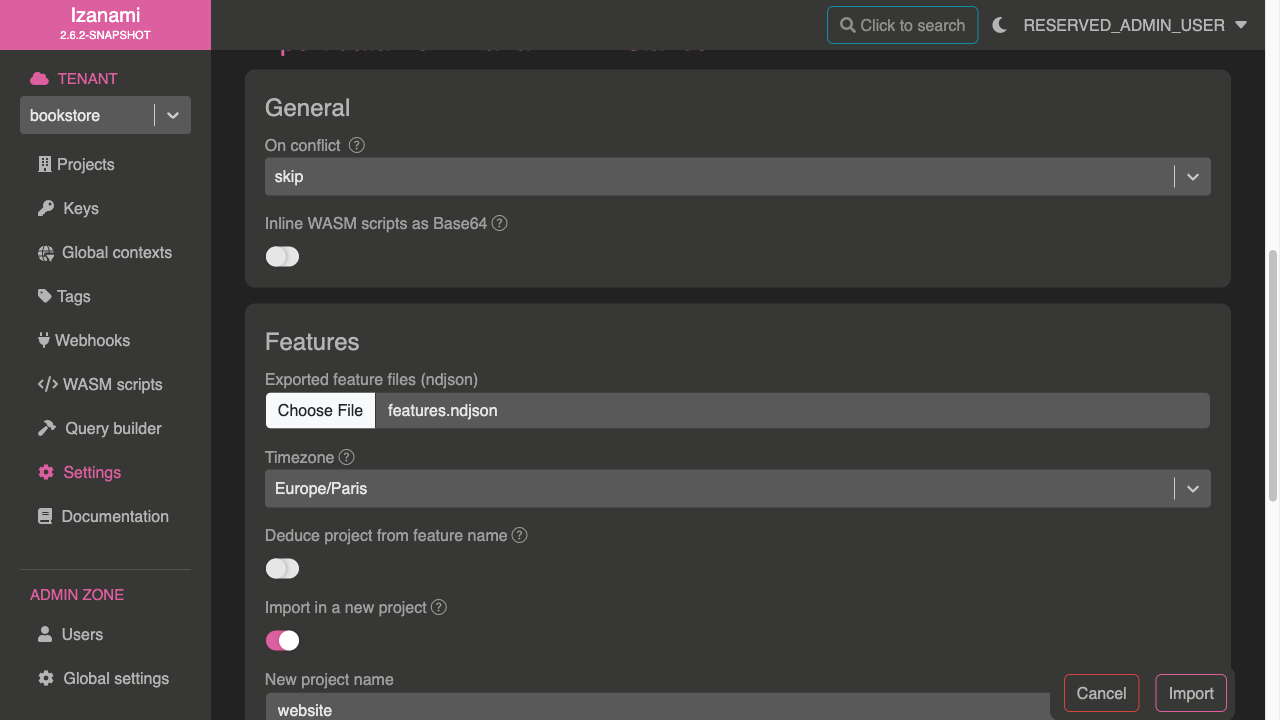 Izanami
2.6.2-SNAPSHOT
Click to search
RESERVED_ADMIN_USER
TENANT
bookstore
Projects
Keys
Global contexts
Tags
Webhooks
WASM scripts
Query builder
Settings
Documentation
ADMIN ZONE
Users
Global settings
General
On conflict
skip
Inline WASM scripts as Base64
Features
Exported feature files (ndjson)
Choose File features.ndjson
Timezone
Europe/Paris
Deduce project from feature name
Import in a new project
New project name
website
Cancel
Import